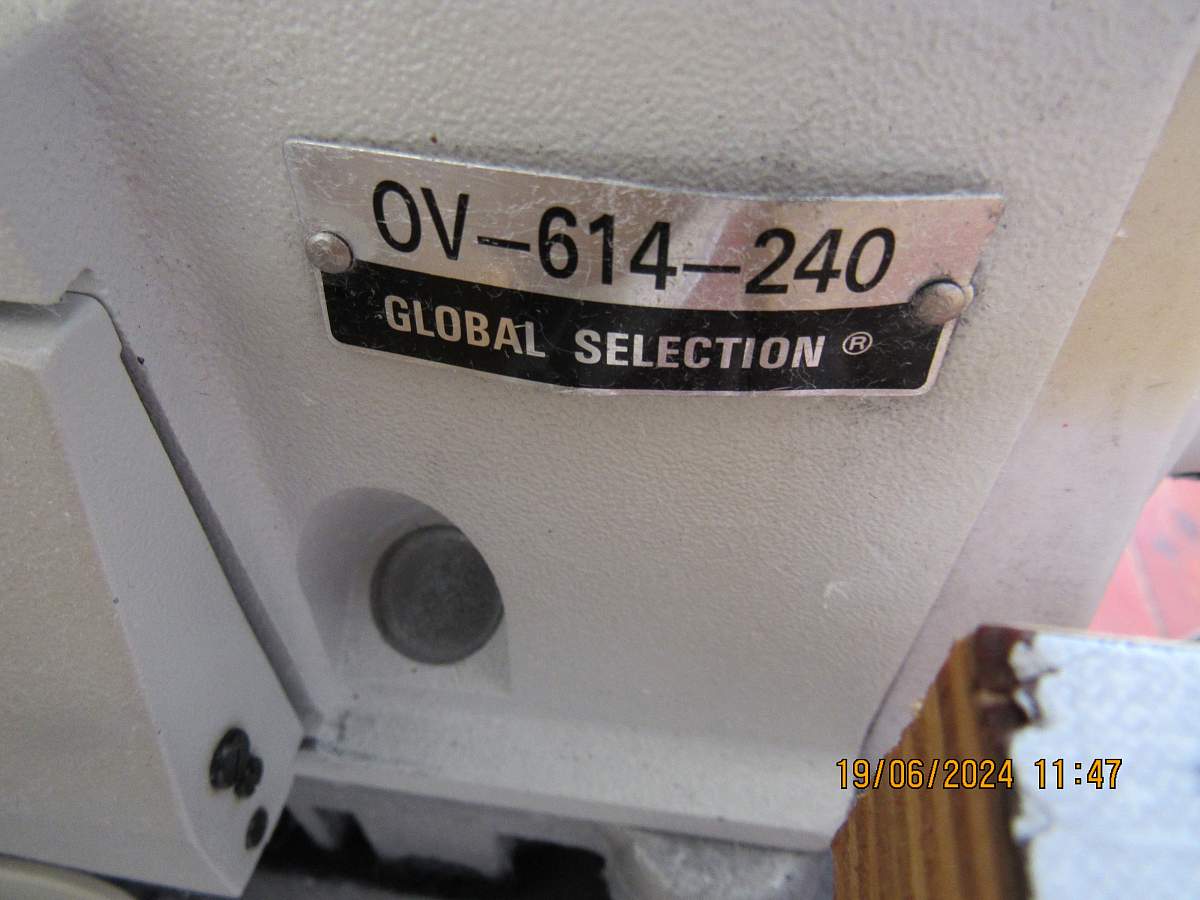 OV-614-240
GLOBAL SELECTION ®
19/06/2024 11:47